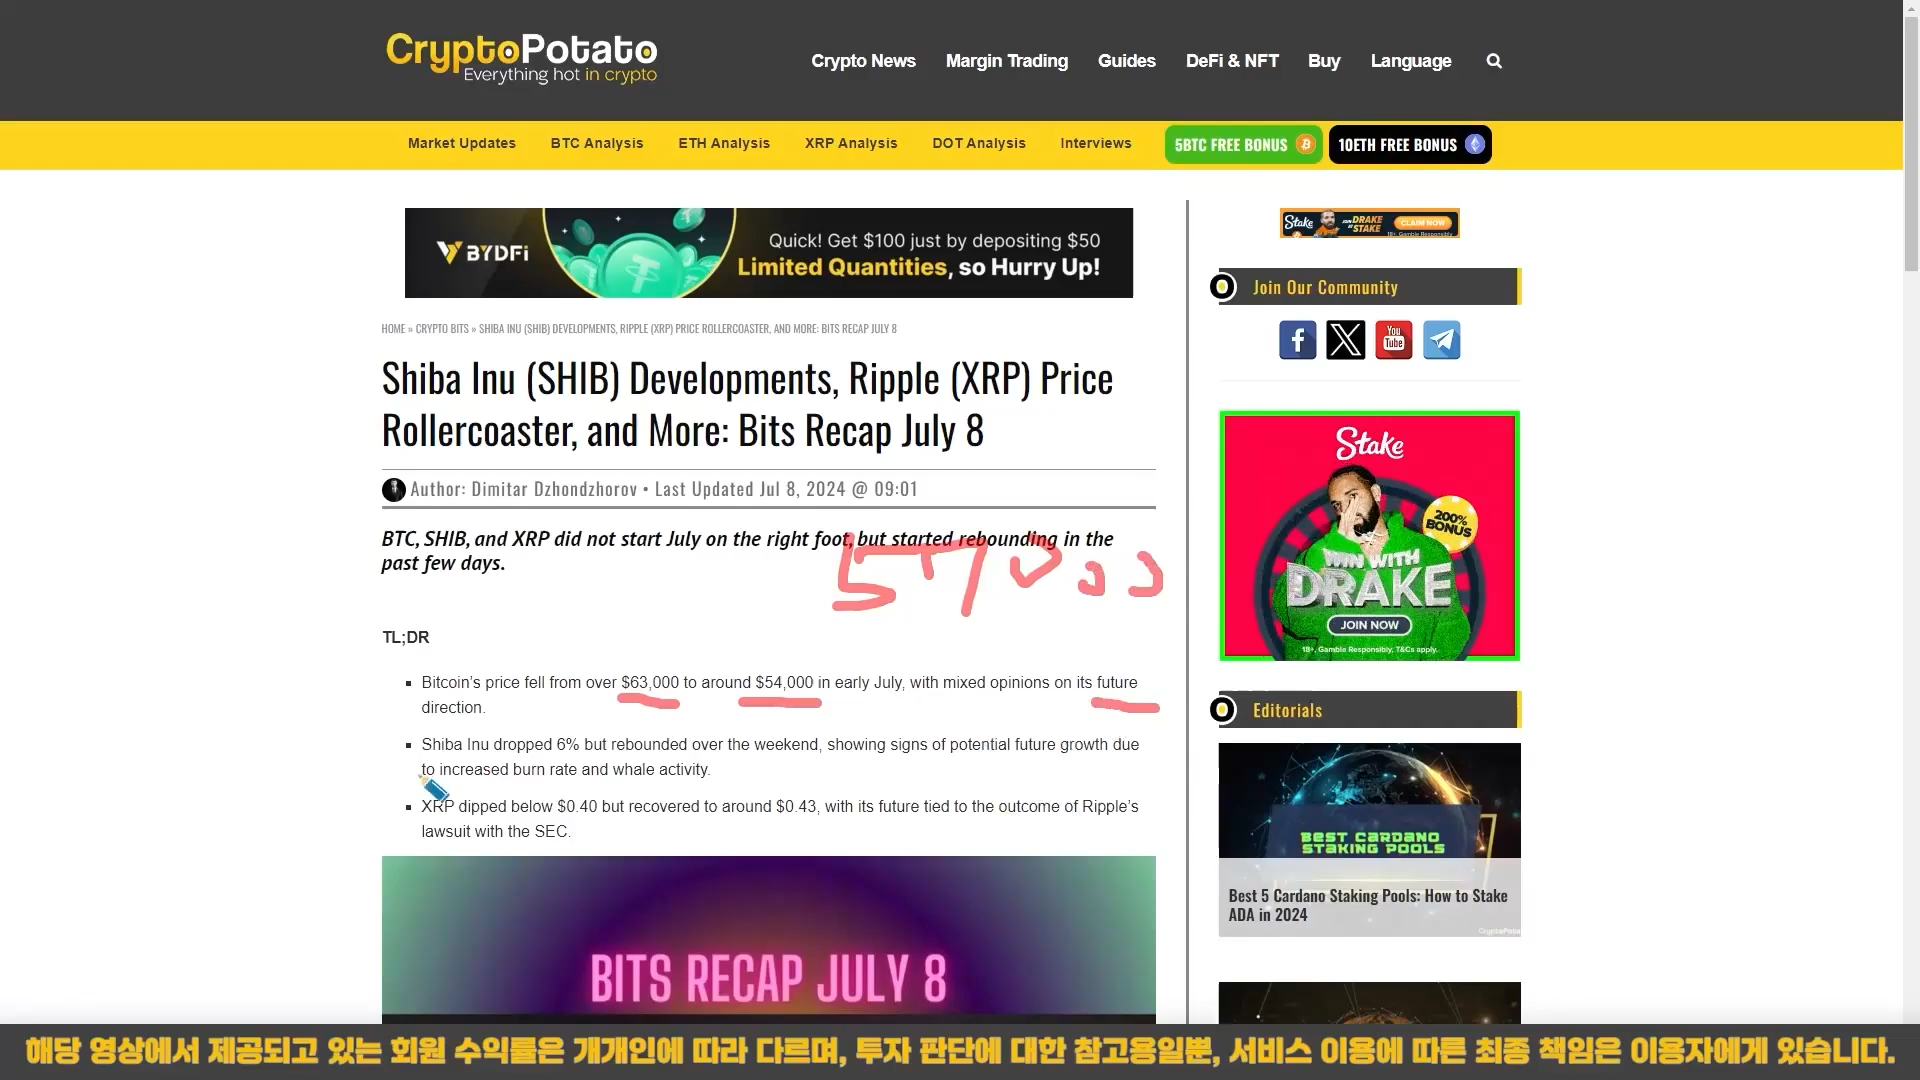 CryptoPotato
Everything hot in crypto
Crypto News Margin Trading Guides DeFi & NFT Buy Language
Market Updates BTC Analysis ETH Analysis XRP Analysis DOT Analysis Interviews 5BTC FREE BONUS 10ETH FREE BONUS
BYDFi
Quick! Get $100 just by depositing $50
Limited Quantities, so Hurry Up!
Stake JOIN DRAKE AT STAKE CLAIM NOW
18+. Gamble Responsibly
Join Our Community
You Tube
HOME » CRYPTO BITS » SHIBA INU (SHIB) DEVELOPMENTS, RIPPLE (XRP) PRICE ROLLERCOASTER, AND MORE: BITS RECAP JULY 8
Shiba Inu (SHIB) Developments, Ripple (XRP) Price
Rollercoaster, and More: Bits Recap July 8
Author: Dimitar Dzhondzhorov • Last Updated Jul 8, 2024 @ 09:01
BTC, SHIB, and XRP did not start July on the right foot, but started rebounding in the
past few days.
57000
TL;DR
▪ Bitcoin’s price fell from over $63,000 to around $54,000 in early July, with mixed opinions on its future
direction.
▪ Shiba Inu dropped 6% but rebounded over the weekend, showing signs of potential future growth due
to increased burn rate and whale activity.
▪ XRP dipped below $0.40 but recovered to around $0.43, with its future tied to the outcome of Ripple’s
lawsuit with the SEC.
BITS RECAP JULY 8
Stake
200%
BONUS
WIN WITH
DRAKE
JOIN NOW
18+, Gamble Responsibly, T&Cs apply.
Editorials
BEST CARDANO
STAKING POOLS
Best 5 Cardano Staking Pools: How to Stake
ADA in 2024
해당 영상에서 제공되고 있는 회원 수익률은 개개인에 따라 다르며, 투자 판단에 대한 참고용일뿐, 서비스 이용에 따른 최종 책임은 이용자에게 있습니다.